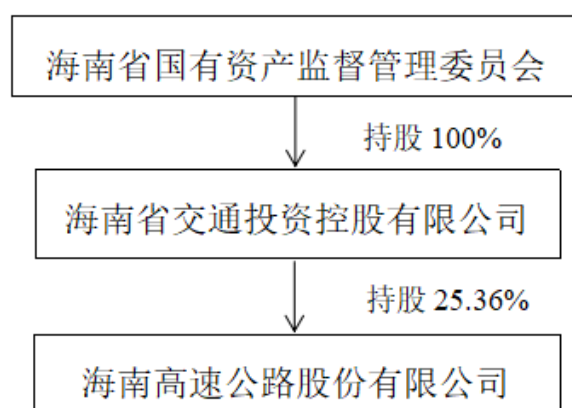 海南省国有资产监督管理委员会
持股 100%
海南省交通投资控股有限公司
持股 25.36%
海南高速公路股份有限公司